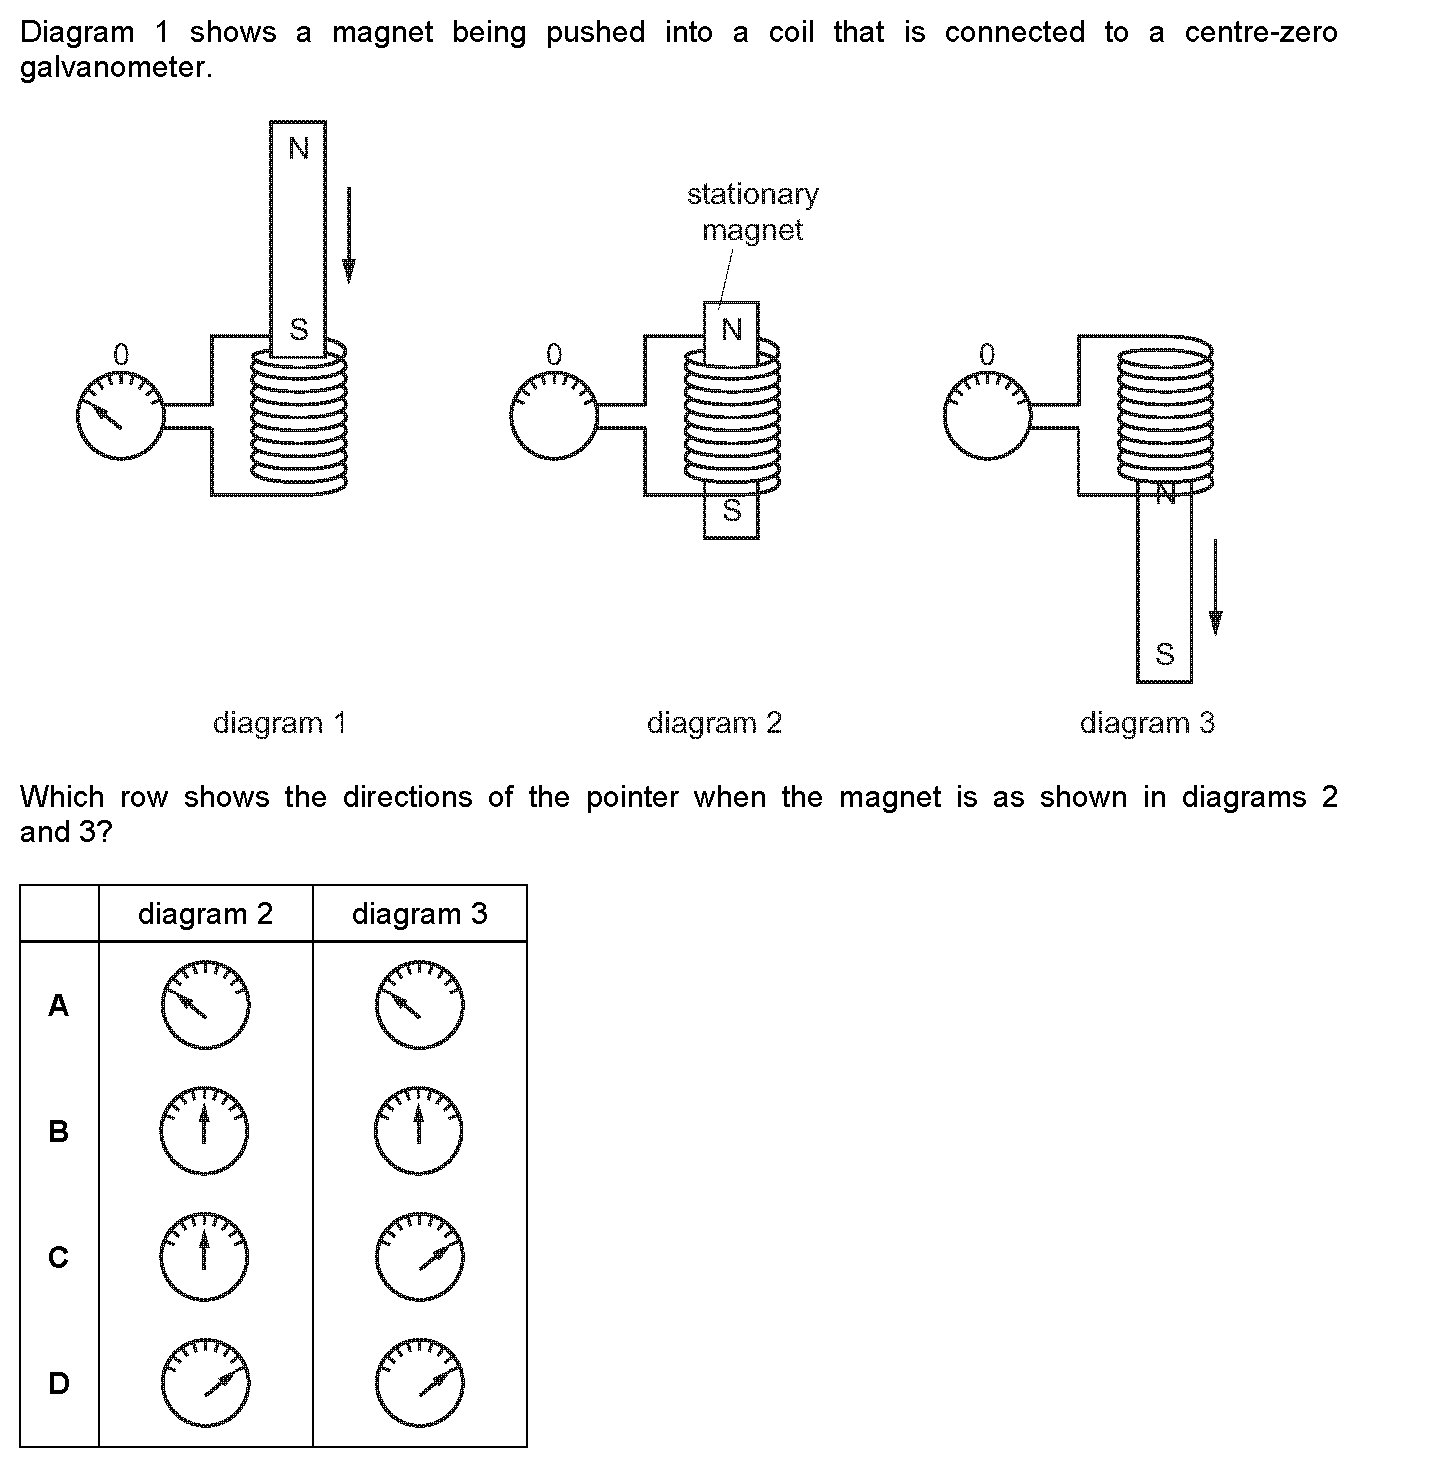 Diagram 1 shows a magnet being pushed into a coil that is connected to a centre-zero
galvanometer.
N
S
0
stationary
magnet
N
S
0
0
N
S
diagram 1
diagram 2
diagram 3
Which row shows the directions of the pointer when the magnet is as shown in diagrams 2
and 3?
diagram 2
diagram 3
A
B
C
D